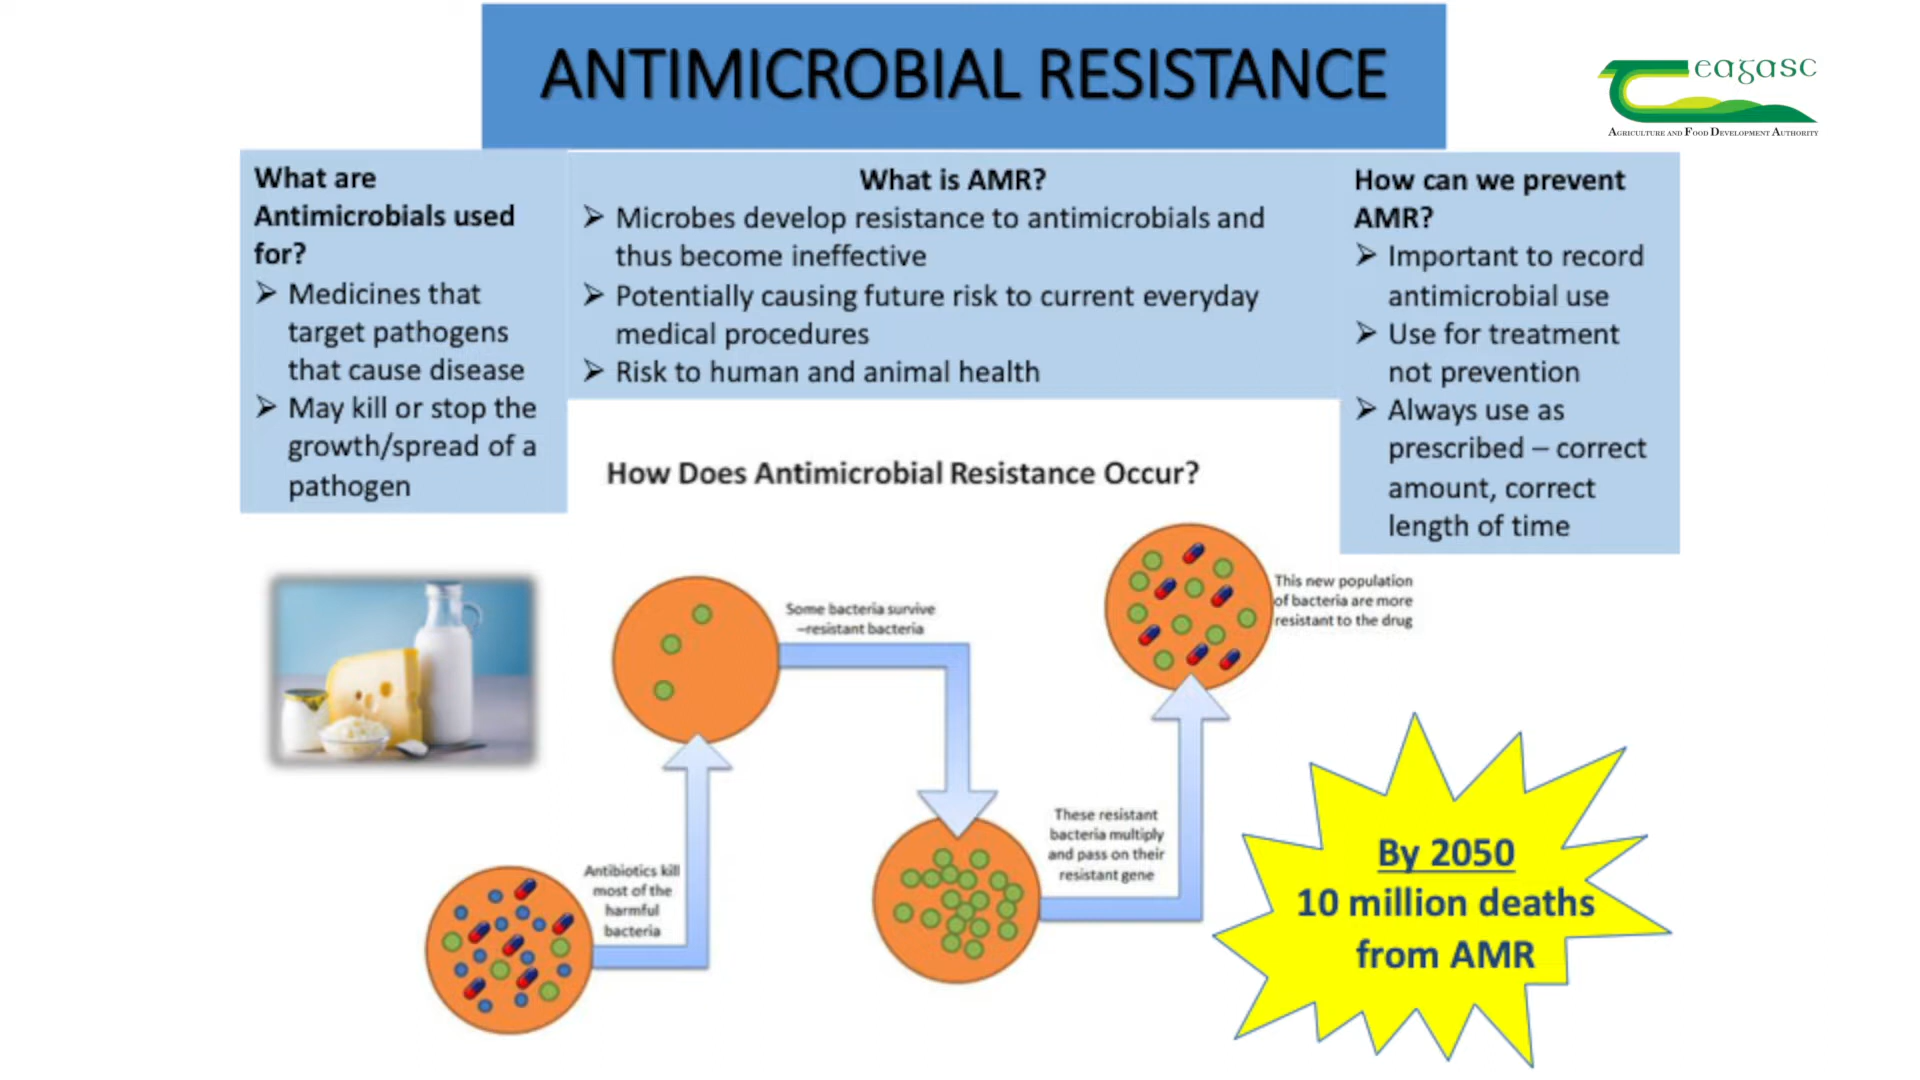 ANTIMICROBIAL RESISTANCE
eagasc
AGRICULTURE AND FOOD DEVELOPMENT AUTHORITY
What are
Antimicrobials used
for?
➢ Medicines that
target pathogens
that cause disease
➢ May kill or stop the
growth/spread of a
pathogen
What is AMR?
➢ Microbes develop resistance to antimicrobials and
thus become ineffective
➢ Potentially causing future risk to current everyday
medical procedures
➢ Risk to human and animal health
How can we prevent
AMR?
➢ Important to record
antimicrobial use
➢ Use for treatment
not prevention
➢ Always use as
prescribed – correct
amount, correct
length of time
How Does Antimicrobial Resistance Occur?
Antibiotics kill
most of the
harmful
bacteria
Some bacteria survive
–resistant bacteria
These resistant
bacteria multiply
and pass on their
resistant gene
This new population
of bacteria are more
resistant to the drug
By 2050
10 million deaths
from AMR